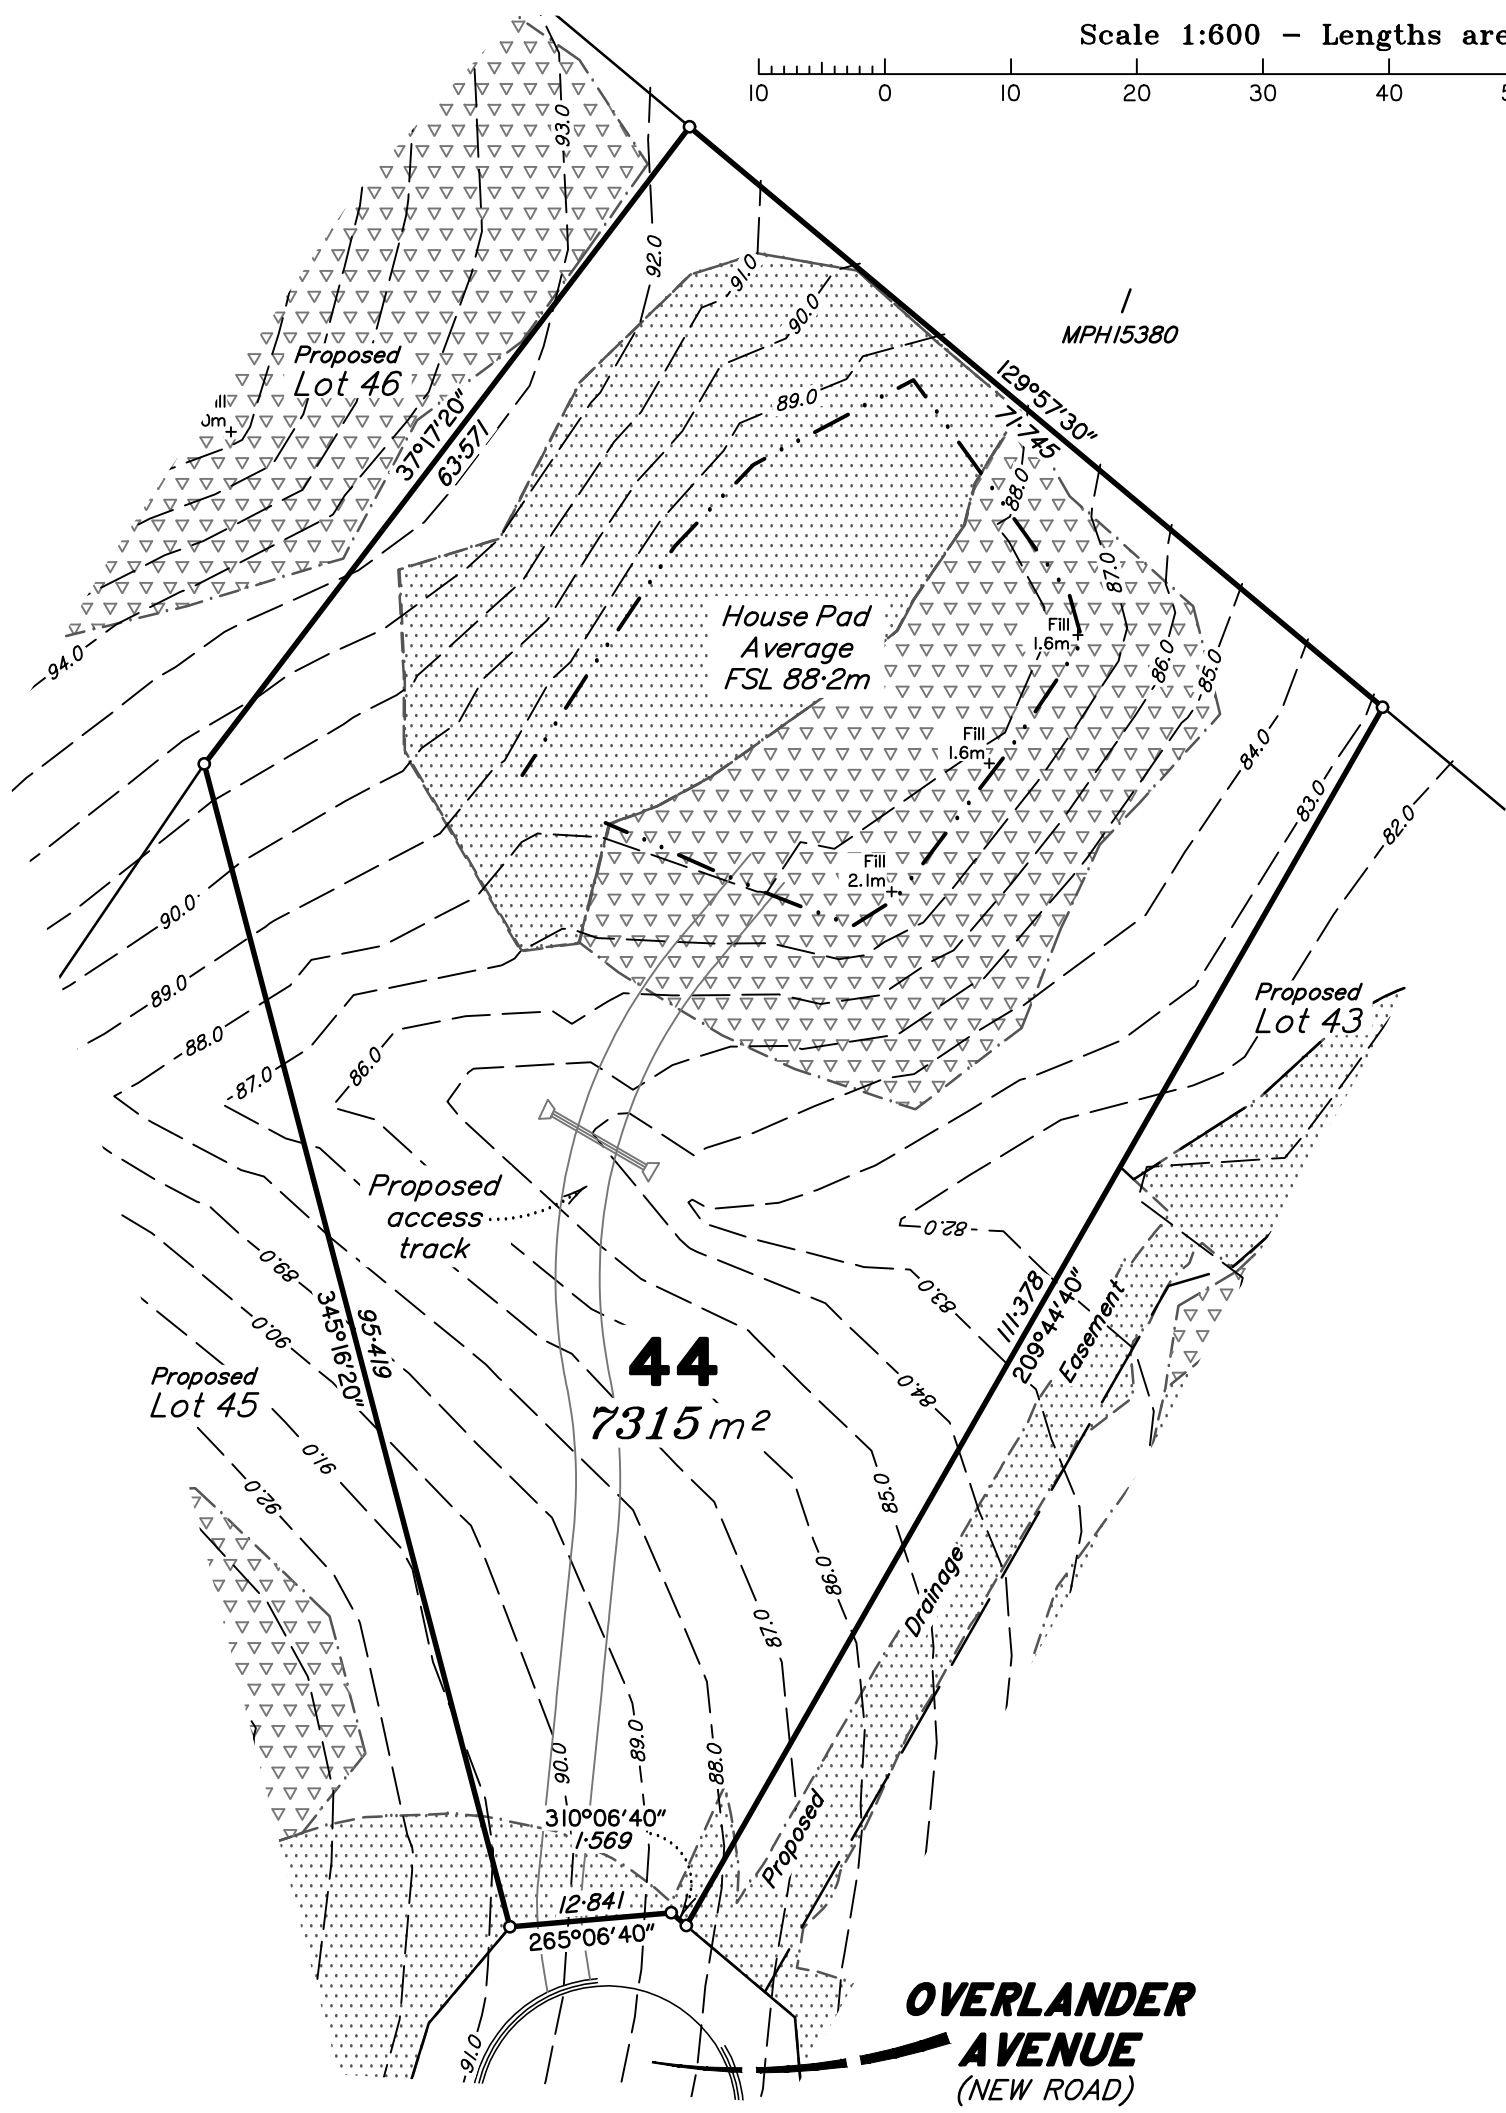 Scale 1:600 – Lengths are
10 0 10 20 30 40
93.0
92.0
91.0
90.0
89.0
MPH15380
129°57'30"
71·745
Proposed
Lot 46
37°17'20"
63·571
88.0
87.0
86.0
85.0
84.0
83.0
82.0
House Pad
Average
FSL 88·2m
Fill
1.6m
Fill
1.6m
Fill
2.1m
94.0
90.0
89.0
88.0
87.0
86.0
Proposed
Lot 43
Proposed
access
track
82.0
83.0
84.0
85.0
86.0
87.0
88.0
89.0
90.0
89.0
90.0
91.0
92.0
345°16'20"
95·419
111·378
209°44'40"
Proposed
Lot 45
44
7315 m²
Proposed Drainage Easement
310°06'40"
1·569
12·841
265°06'40"
91.0
OVERLANDER
AVENUE
(NEW ROAD)